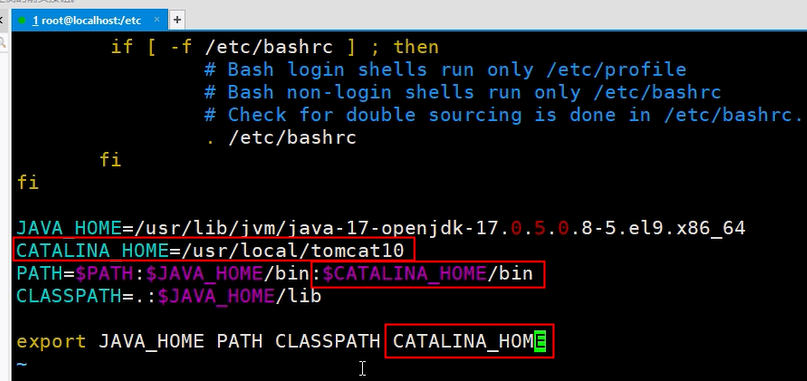 1 root@localhost:/etc × +
if [ -f /etc/bashrc ] ; then
# Bash login shells run only /etc/profile
# Bash non-login shells run only /etc/bashrc
# Check for double sourcing is done in /etc/bashrc.
. /etc/bashrc
fi
fi
JAVA_HOME=/usr/lib/jvm/java-17-openjdk-17.0.5.0.8-5.el9.x86_64
CATALINA_HOME=/usr/local/tomcat10
PATH=$PATH:$JAVA_HOME/bin:$CATALINA_HOME/bin
CLASSPATH=.:$JAVA_HOME/lib
export JAVA_HOME PATH CLASSPATH CATALINA_HOME
~